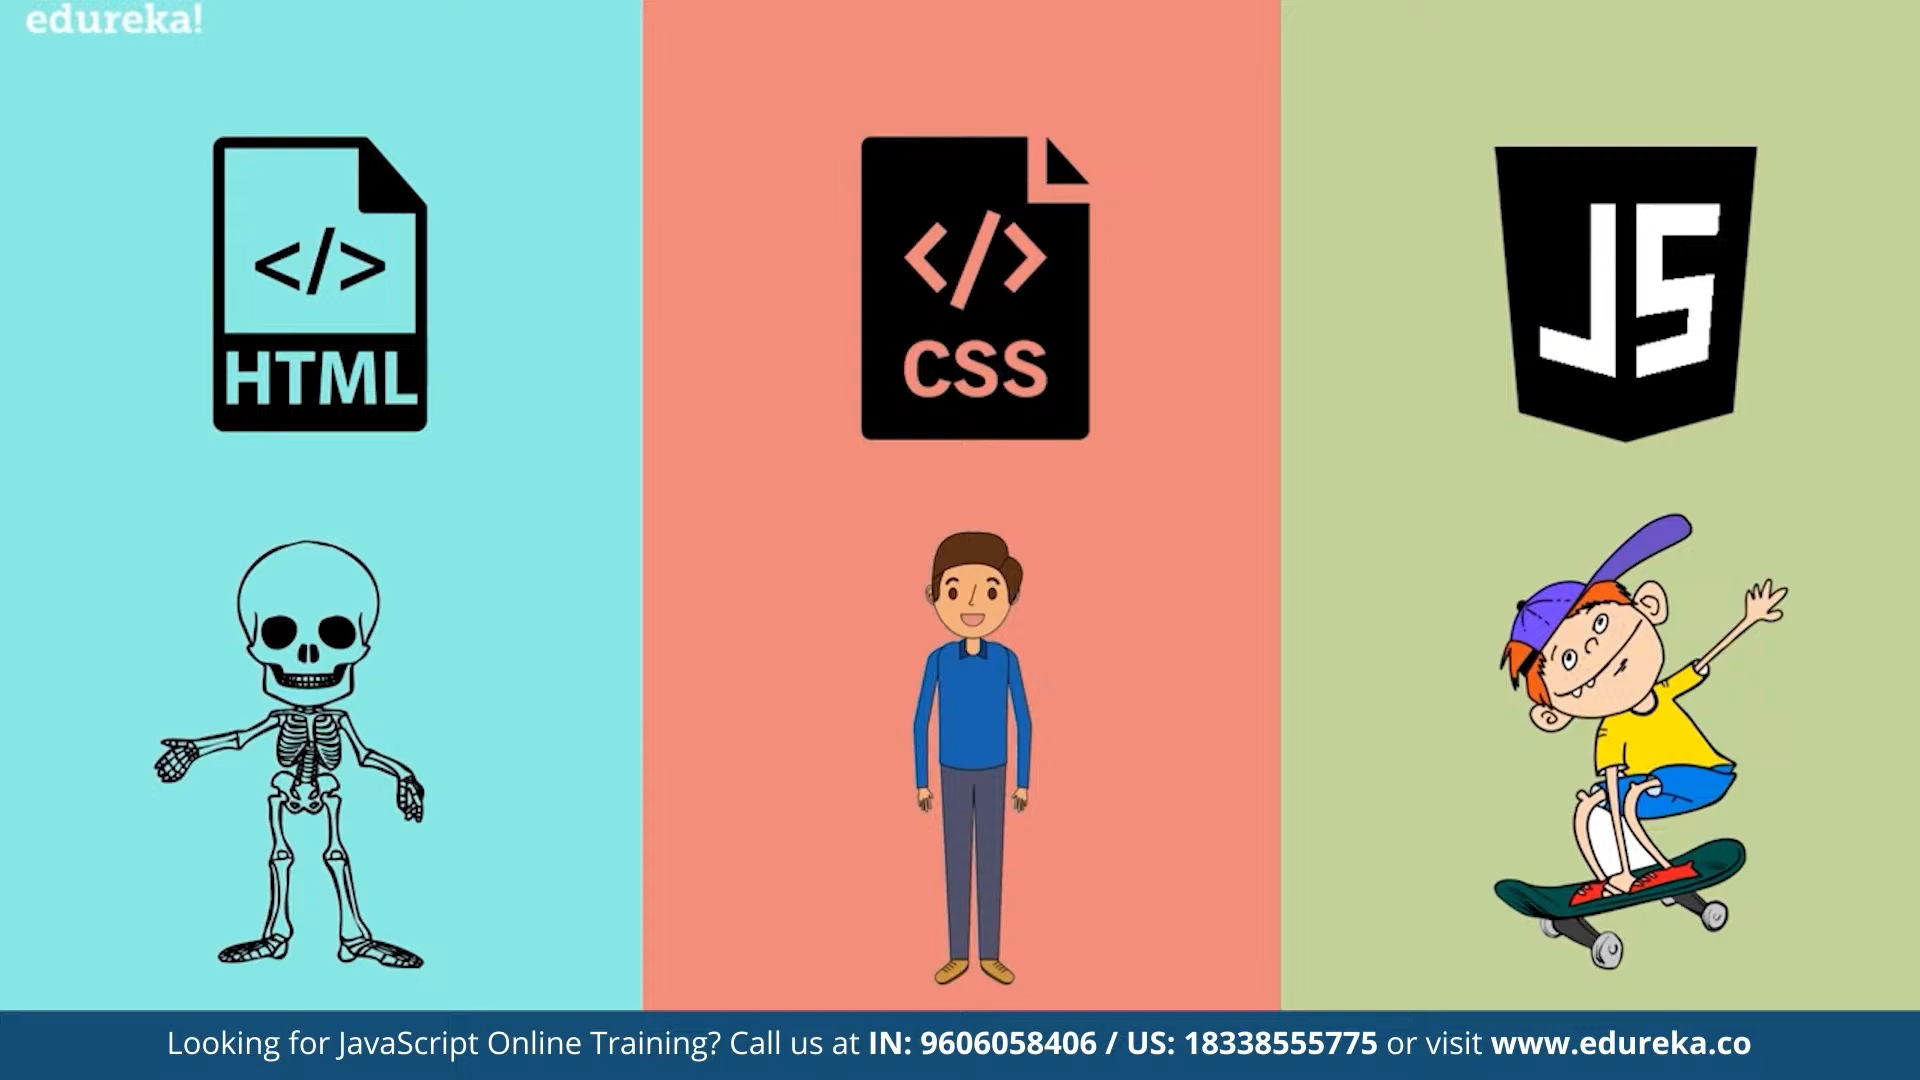 edureka!
</>
HTML
</>
CSS
JS
Looking for JavaScript Online Training? Call us at IN: 9606058406 / US: 18338555775 or visit www.edureka.co